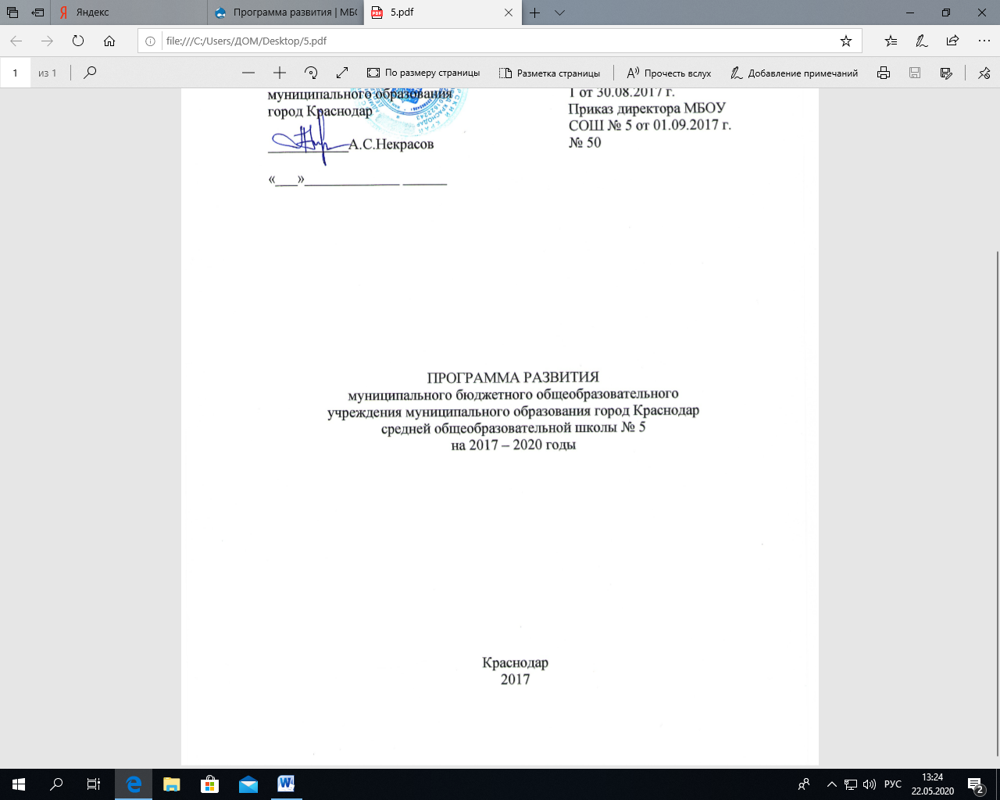 Яндекс
Программа развития | МБС
5.pdf
file:///C:/Users/ДОМ/Desktop/5.pdf
1 из 1
По размеру страницы
Разметка страницы
Прочесть вслух
Добавление примечаний
муниципального образования
город Краснодар
А.С.Некрасов
«___»_____________ ______
1 от 30.08.2017 г.
Приказ директора МБОУ
СОШ № 5 от 01.09.2017 г.
№ 50
ПРОГРАММА РАЗВИТИЯ
муниципального бюджетного общеобразовательного
учреждения муниципального образования город Краснодар
средней общеобразовательной школы № 5
на 2017 – 2020 годы
Краснодар
2017
РУС
13:24
22.05.2020
2